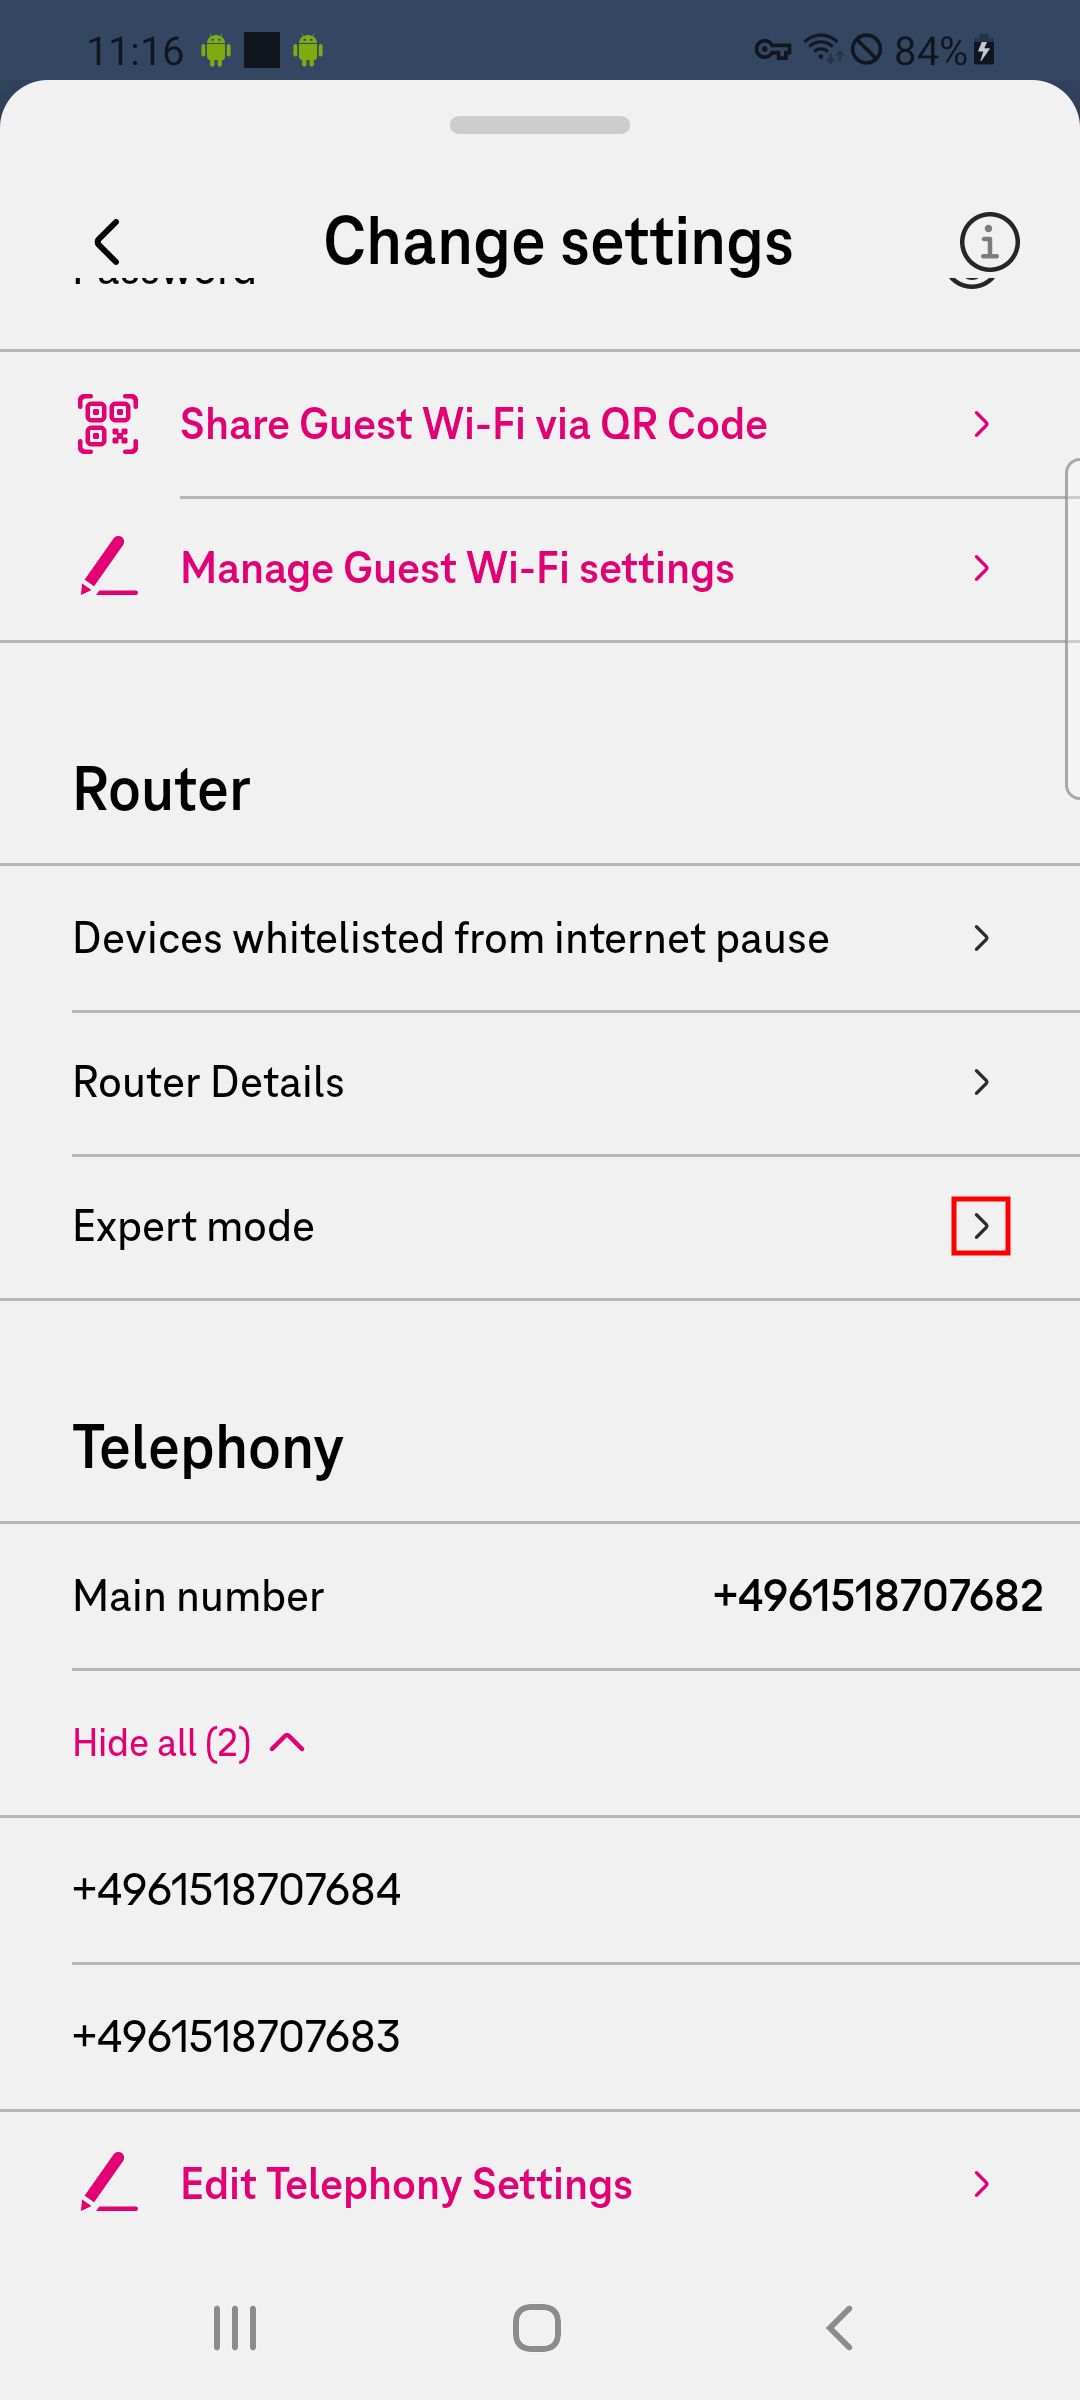 11:16
84%
Change settings
Password
Share Guest Wi-Fi via QR Code
Manage Guest Wi-Fi settings
Router
Devices whitelisted from internet pause
Router Details
Expert mode
Telephony
Main number +4961518707682
Hide all (2)
+4961518707684
+4961518707683
Edit Telephony Settings